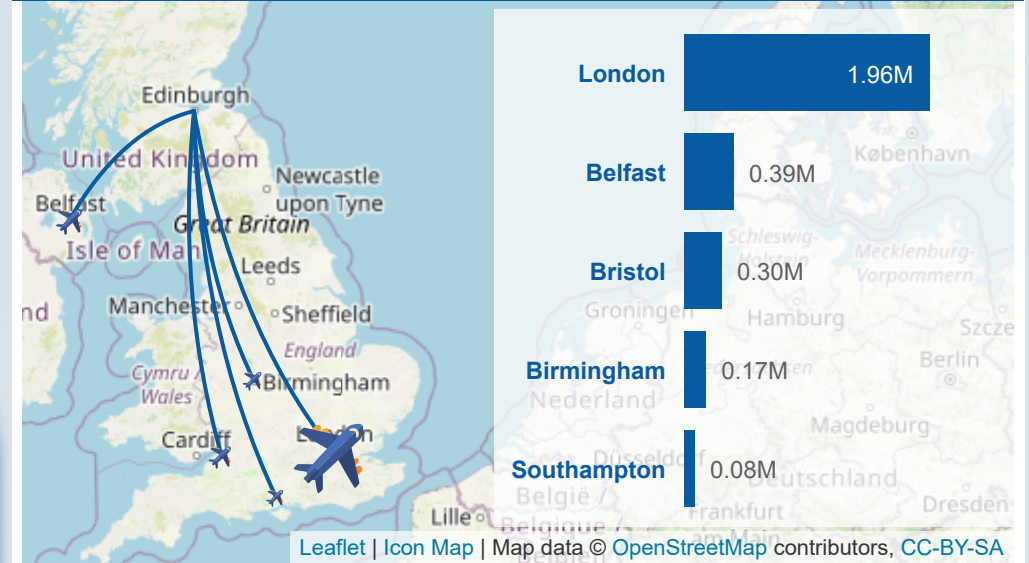 Edinburgh
United Kingdom
Newcastle
upon Tyne
Belfast
Great Britain
Isle of Man
Leeds
nd
Manchester
Sheffield
England
Cymru /
Wales
Birmingham
Cardiff
London
Lille
London
1.96M
Belfast
0.39M
Bristol
0.30M
Birmingham
0.17M
Southampton
0.08M
København
Schleswig-
Holstein
Mecklenburg-
Vorpommern
Groningen
Hamburg
Szcze
Berlin
Nederland
Magdeburg
Düsseldorf
Deutschland
België /
Belgique /
Belgien
Frankfurt
am Main
Dresden
Leaflet | Icon Map | Map data © OpenStreetMap contributors, CC-BY-SA